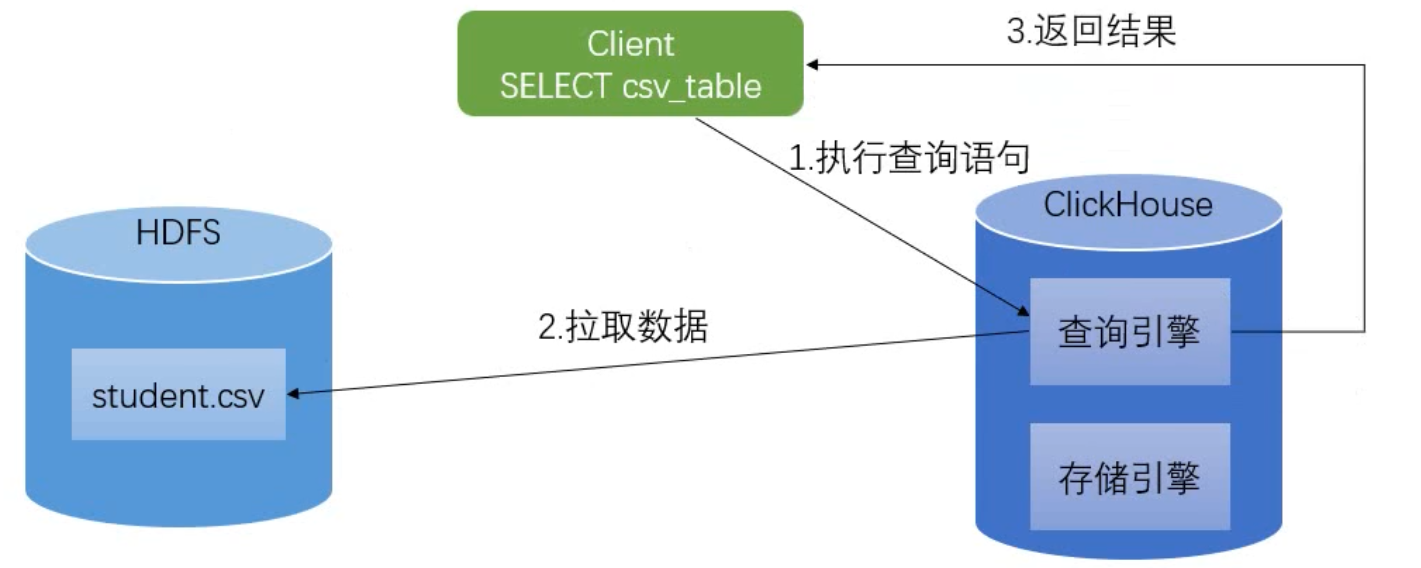 Client
SELECT csv_table
3.返回结果
1.执行查询语句
HDFS
ClickHouse
2.拉取数据
查询引擎
student.csv
存储引擎